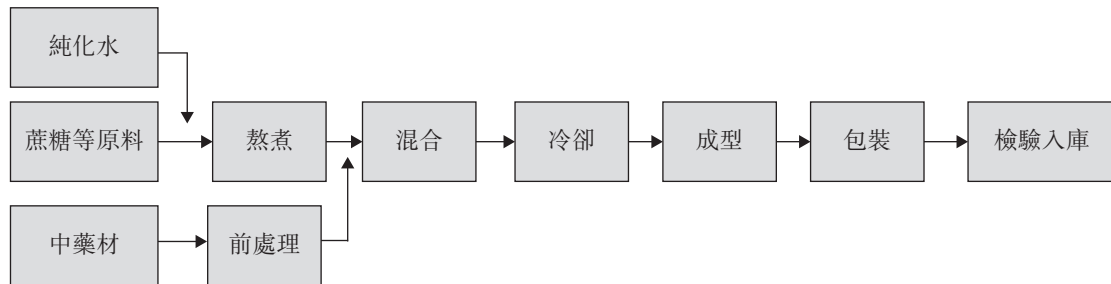 純化水
蔗糖等原料
熬煮
混合
冷卻
成型
包裝
檢驗入庫
中藥材
前處理